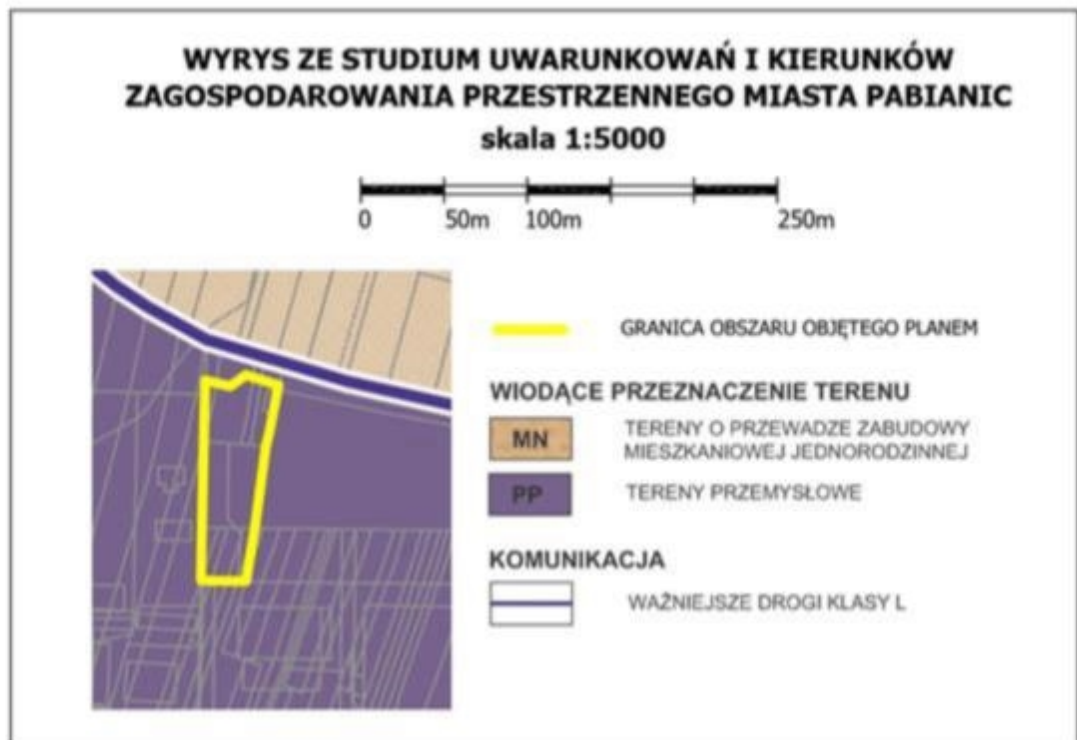 WYRYS ZE STUDIUM UWARUNKOWAŃ I KIERUNKÓW
ZAGOSPODAROWANIA PRZESTRZENNEGO MIASTA PABIANIC
skala 1:5000
0 50m 100m 250m
GRANICA OBSZARU OBJĘTEGO PLANEM
WIODĄCE PRZEZNACZENIE TERENU
MN TERENY O PRZEWADZE ZABUDOWY
MIESZKANIOWEJ JEDNORODZINNEJ
PP TERENY PRZEMYSŁOWE
KOMUNIKACJA
WAŻNIEJSZE DROGI KLASY L